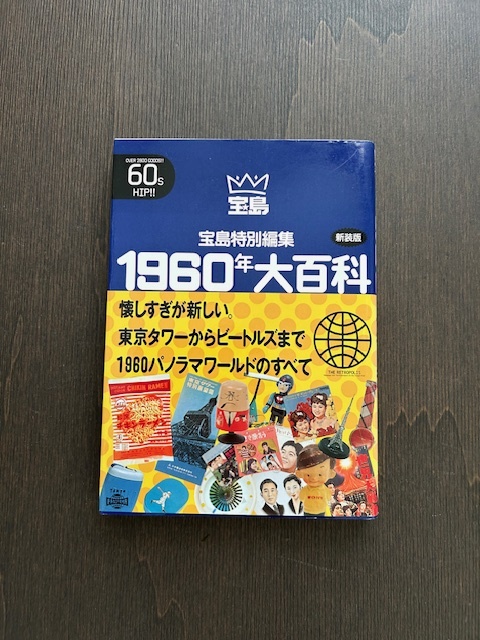 60s
HIP!!
宝島
宝島特別編集
新装版
1960年大百科
懐しすぎが新しい。
東京タワーからビートルズまで
1960パノラマワールドのすべて
THE RETROPOLIS
CHIKIN RAMEN